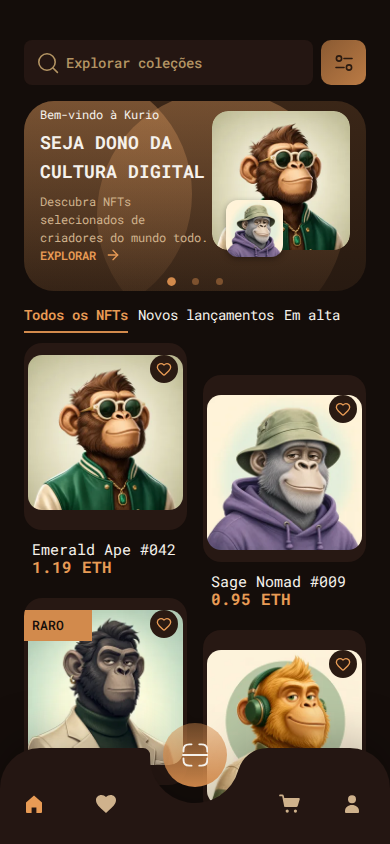 Explorar coleções
Bem-vindo à Kurio
SEJA DONO DA
CULTURA DIGITAL
Descubra NFTs
selecionados de
criadores do mundo todo.
EXPLORAR
Todos os NFTs Novos lançamentos Em alta
Emerald Ape #042
1.19 ETH
Sage Nomad #009
0.95 ETH
RARO